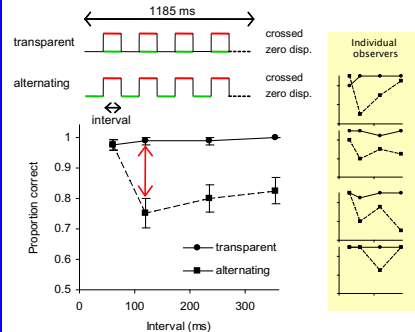 1185 ms
transparent
crossed
zero disp.
alternating
crossed
zero disp.
interval
Individual
observers
1
0.9
0.8
0.7
0.6
0.5
Proportion correct
transparent
alternating
0
100
200
300
Interval (ms)